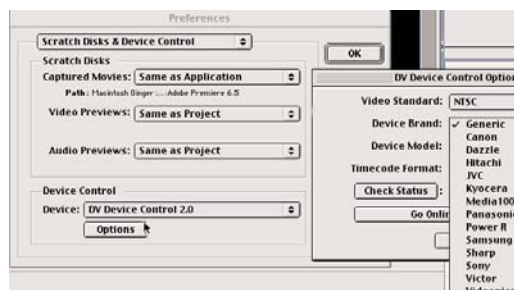 Preferences
Scratch Disks & Device Control
OK
Scratch Disks
Captured Movies: Same as Application
Path: Macintosh Ginger :... :Adobe Premiere 6.5
Video Previews: Same as Project
Audio Previews: Same as Project
Device Control
Device: DV Device Control 2.0
Options
DV Device Control Optio
Video Standard: NTSC
Device Brand: ✓ Generic
Canon
Device Model: Dazzle
Hitachi
Timecode Format: JVC
Check Status : Kyocera
Media100
Go Onlin Panasonic
Power R
Samsung
Sharp
Sony
Victor